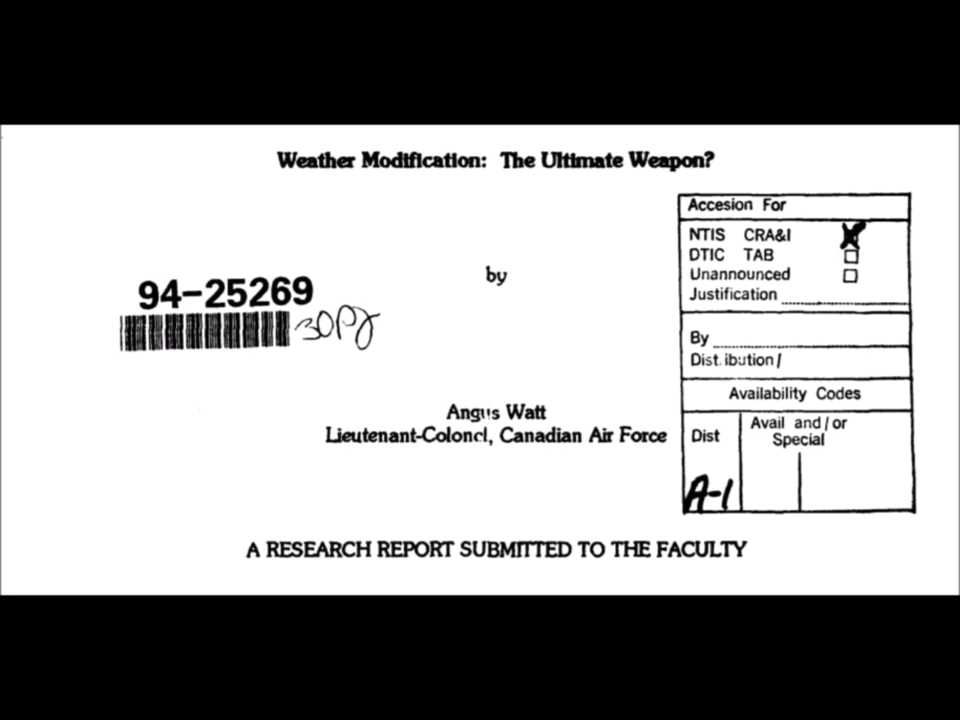 Weather Modification: The Ultimate Weapon?
94-25269
30pg
by
Angus Watt
Lieutenant-Colonel, Canadian Air Force
Accesion For
NTIS CRA&I
DTIC TAB
Unannounced
Justification
By
Dist.ibution/
Availability Codes
Dist
Avail and/or
Special
A-1
A RESEARCH REPORT SUBMITTED TO THE FACULTY